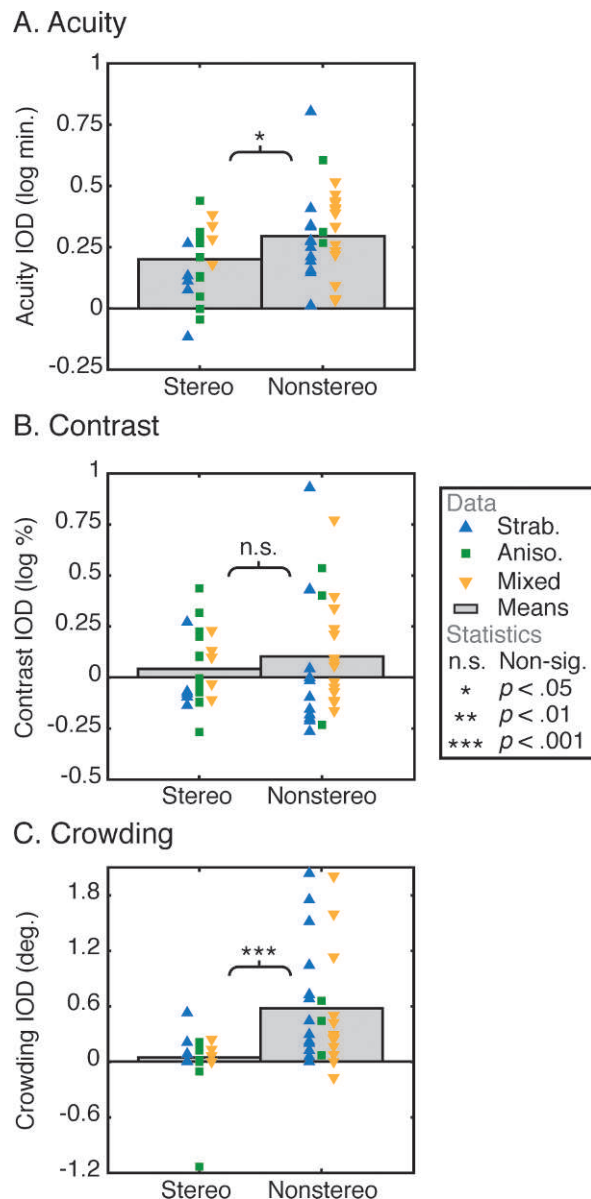 A. Acuity
1
0.75
0.5
0.25
0
-0.25
Acuity IOD (log min.)
*
Stereo
Nonstereo
B. Contrast
1
0.75
0.5
0.25
0
-0.25
-0.5
Contrast IOD (log %)
n.s.
Stereo
Nonstereo
Data
Strab.
Aniso.
Mixed
Means
Statistics
n.s. Non-sig.
* p < .05
** p < .01
*** p < .001
C. Crowding
1.8
1.2
0.6
0
-0.6
-1.2
Crowding IOD (deg.)
***
Stereo
Nonstereo